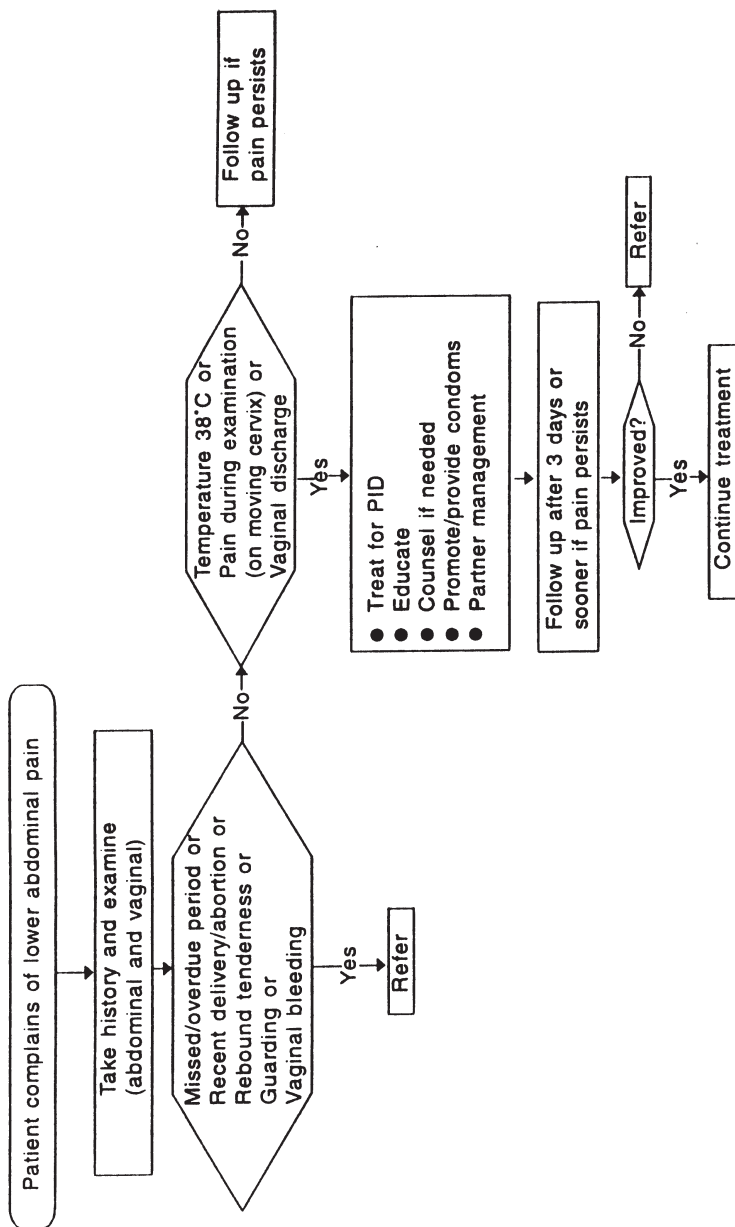 Patient complains of lower abdominal pain
Take history and examine
(abdominal and vaginal)
Missed/overdue period or
Recent delivery/abortion or
Rebound tenderness or
Guarding or
Vaginal bleeding
Yes
Refer
No
Temperature 38°C or
Pain during examination
(on moving cervix) or
Vaginal discharge
No
Follow up if
pain persists
Yes
● Treat for PID
● Educate
● Counsel if needed
● Promote/provide condoms
● Partner management
Follow up after 3 days or
sooner if pain persists
Improved?
No
Refer
Yes
Continue treatment